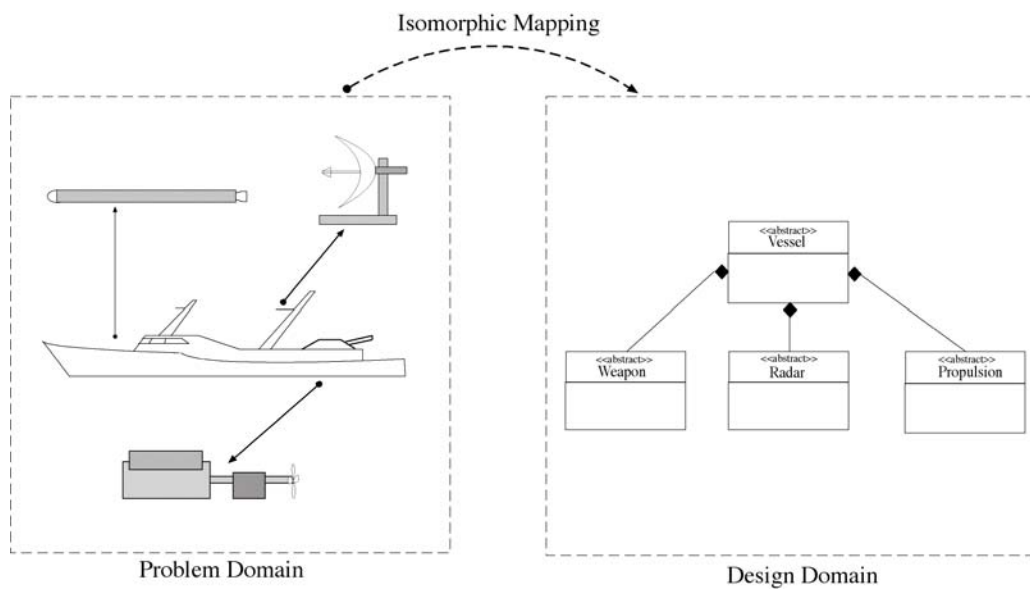 Isomorphic Mapping
<<abstract>>
Vessel
<<abstract>>
Weapon
<<abstract>>
Radar
<<abstract>>
Propulsion
Problem Domain
Design Domain